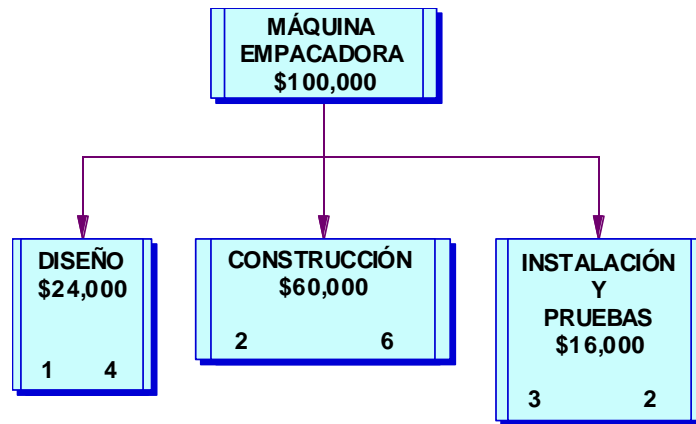 MÁQUINA
EMPACADORA
$100,000
DISEÑO
$24,000
1 4
CONSTRUCCIÓN
$60,000
2 6
INSTALACIÓN
Y
PRUEBAS
$16,000
3 2